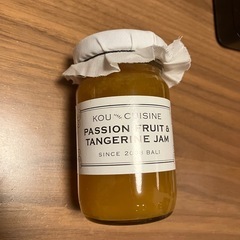 KOU CUISINE
PASSION FRUIT &
TANGERINE JAM
SINCE BALI